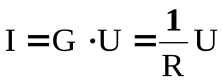 I = G · U = 1/R U